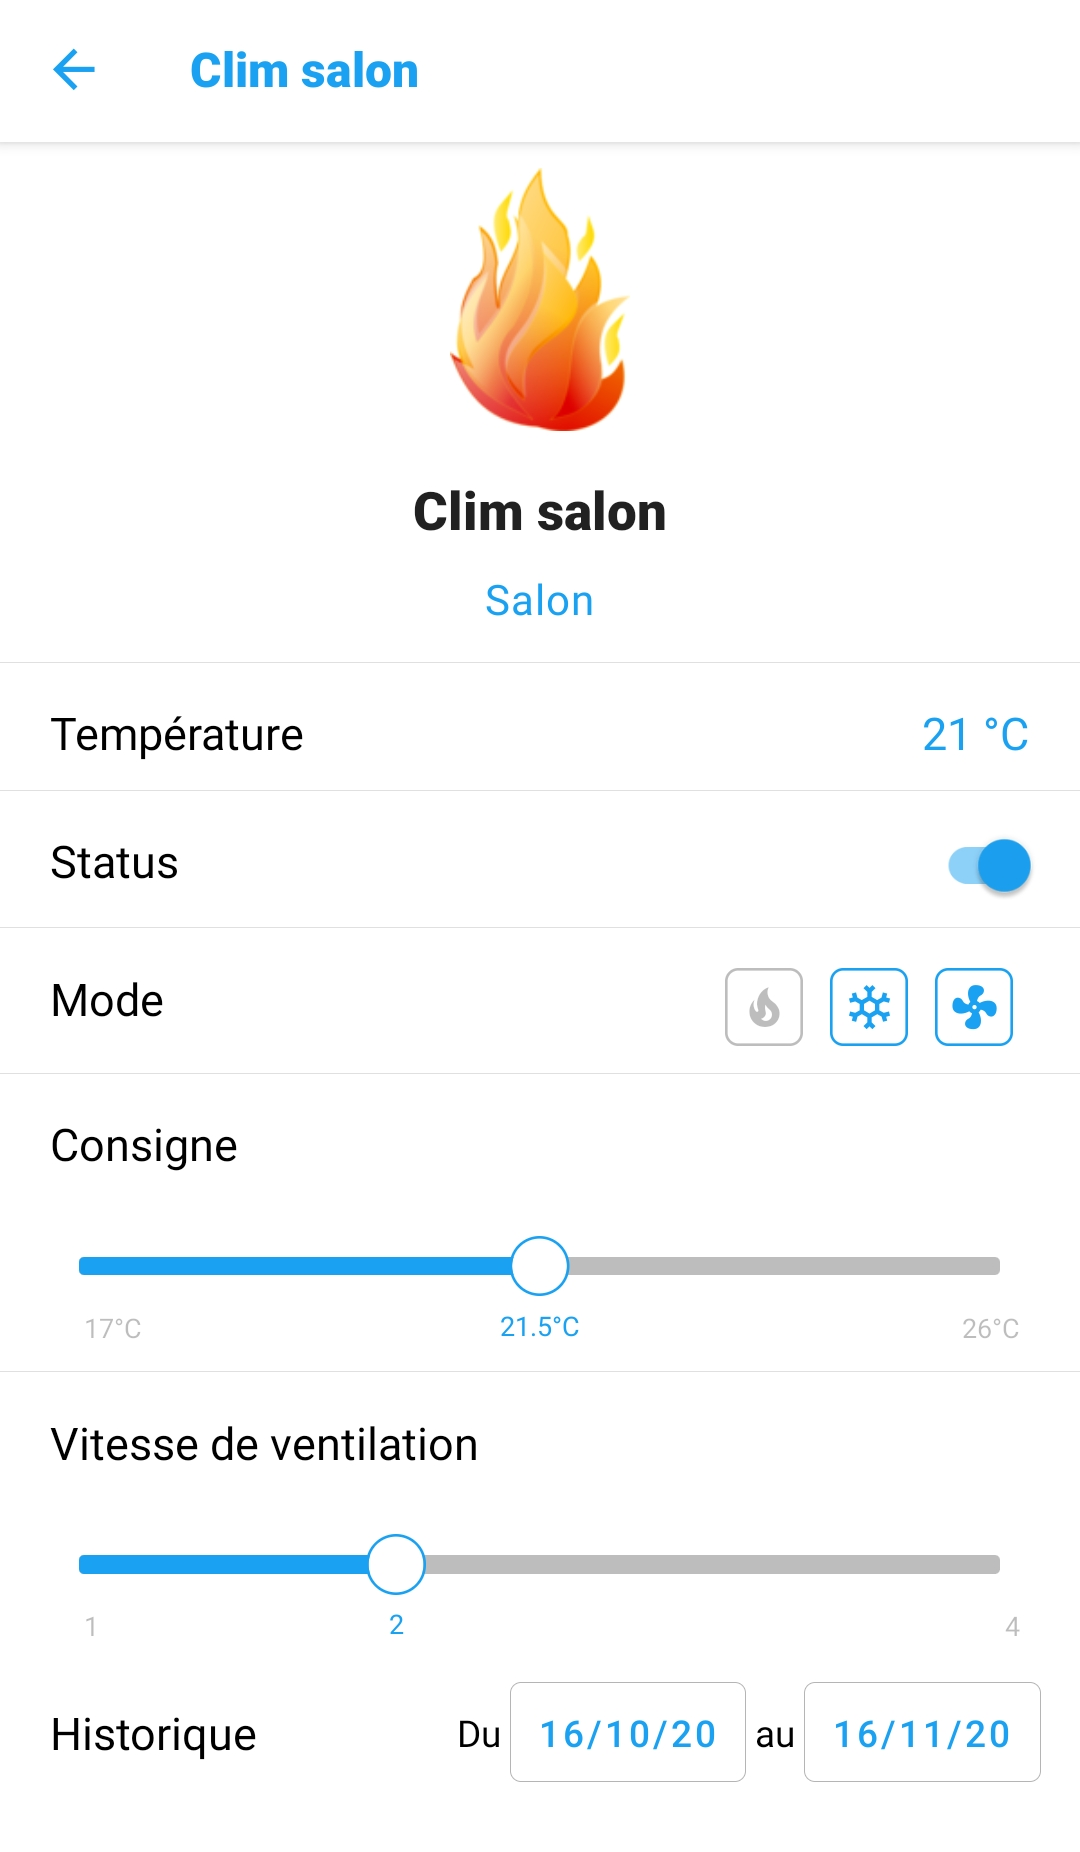 Clim salon
Clim salon
Salon
Température 21 °C
Status
Mode
Consigne
17°C 21.5°C 26°C
Vitesse de ventilation
1 2 4
Historique Du 16/10/20 au 16/11/20